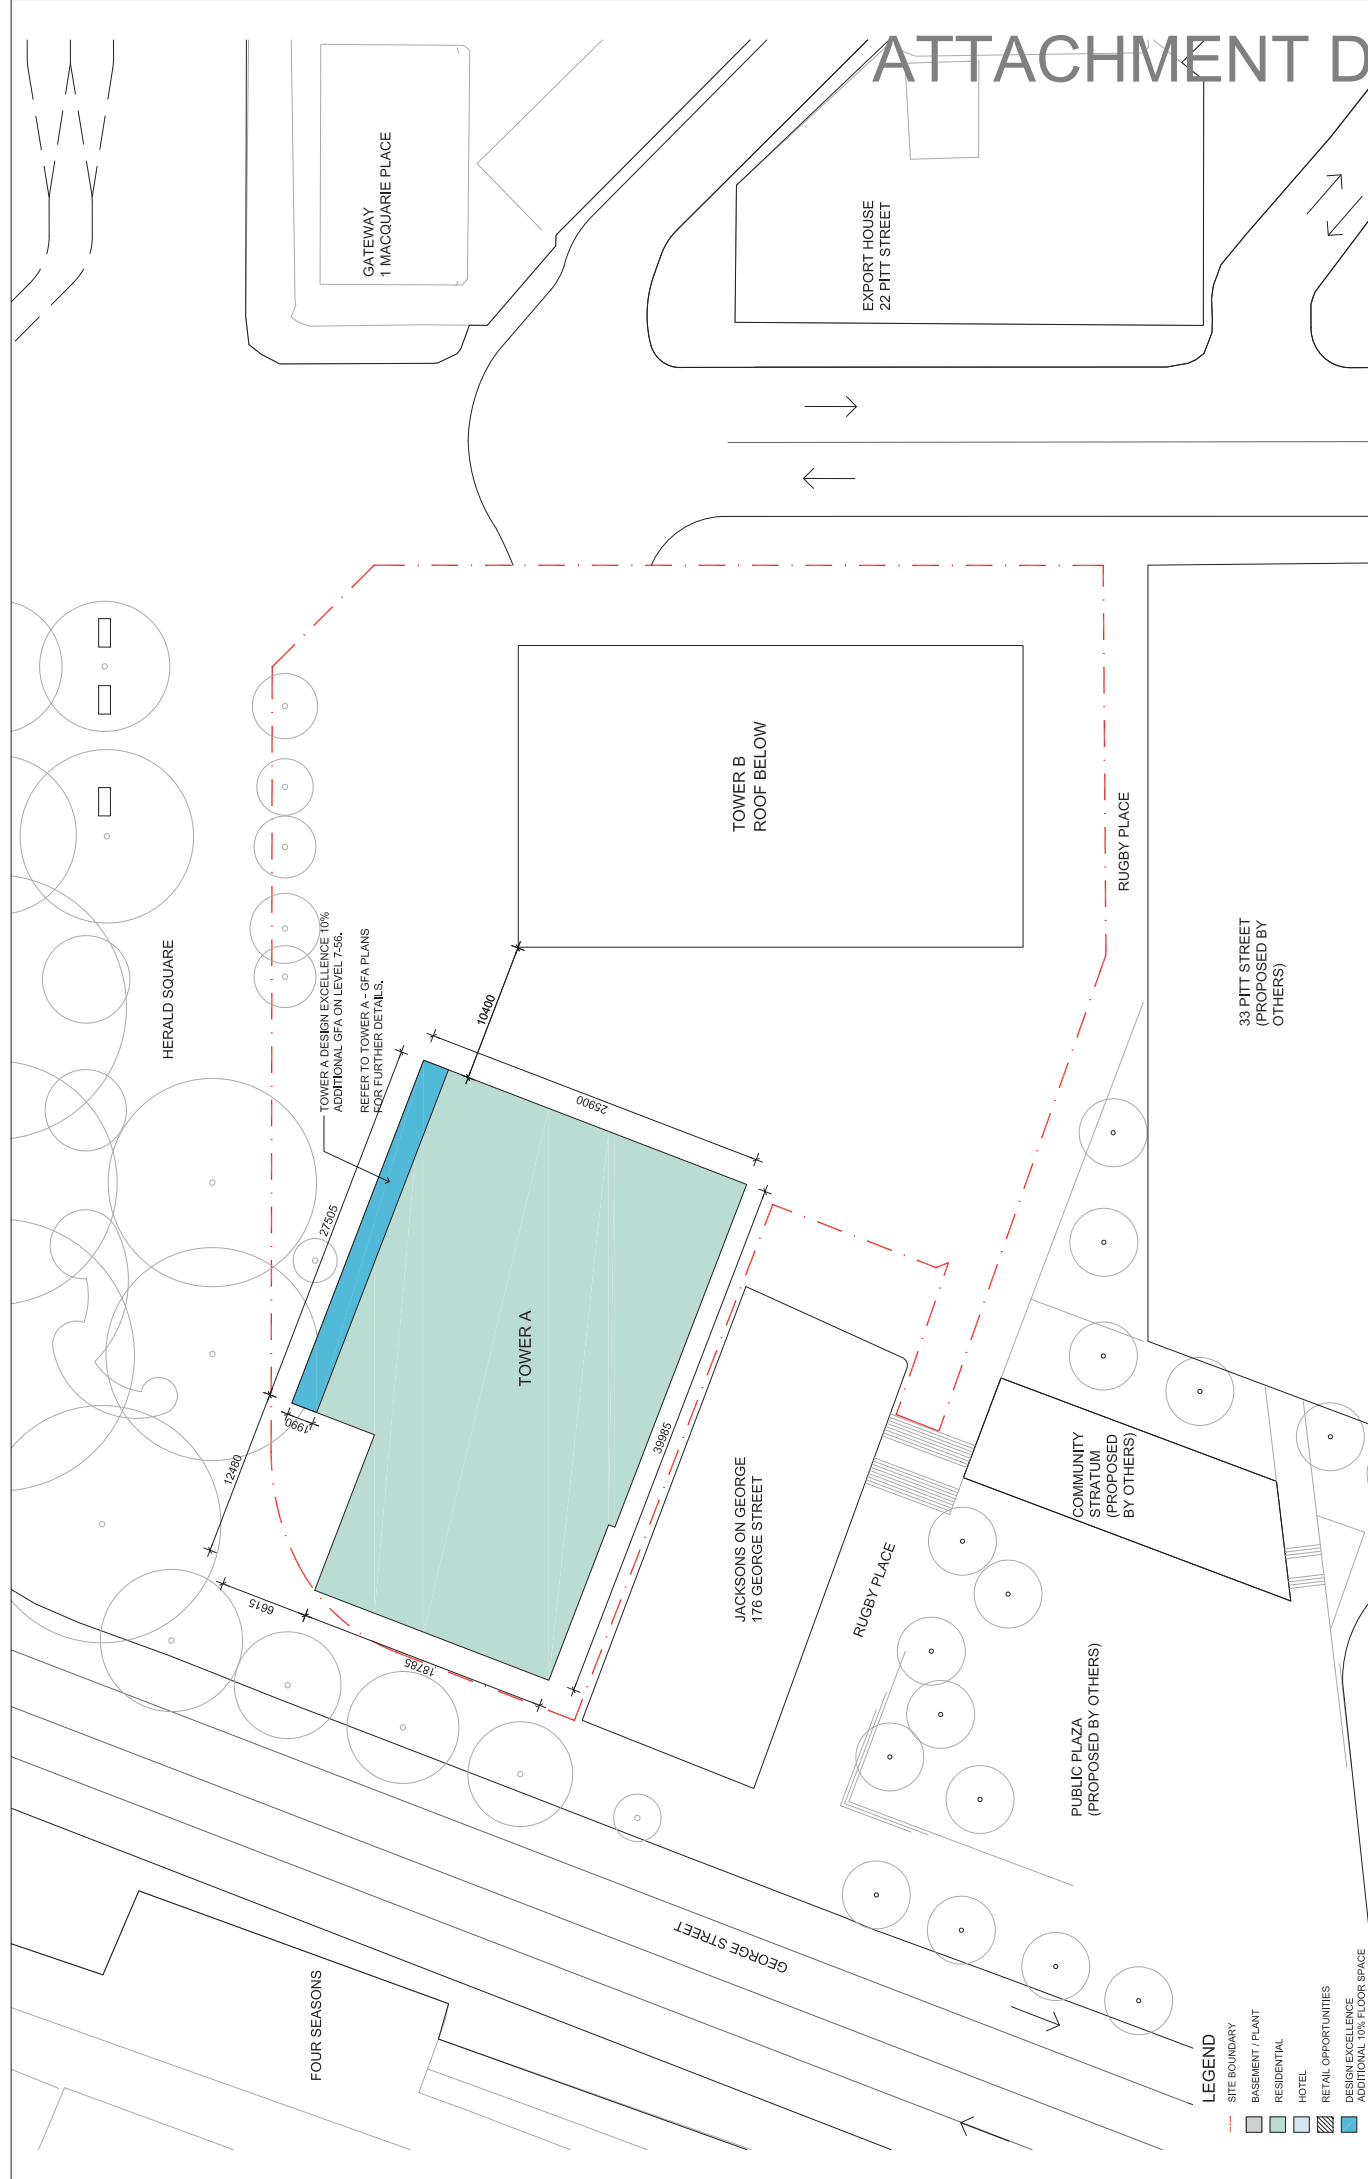 ATTACHMENT D
GATEWAY
1 MACQUARIE PLACE
EXPORT HOUSE
22 PITT STREET
HERALD SQUARE
TOWER A DESIGN EXCELLENCE 10%
ADDITIONAL GFA ON LEVEL 7-56.
REFER TO TOWER A - GFA PLANS
FOR FURTHER DETAILS.
TOWER B
ROOF BELOW
RUGBY PLACE
33 PITT STREET
(PROPOSED BY
OTHERS)
10400
25900
27505
1990
12480
6615
18785
39985
TOWER A
JACKSONS ON GEORGE
176 GEORGE STREET
RUGBY PLACE
COMMUNITY
STRATUM
(PROPOSED
BY OTHERS)
PUBLIC PLAZA
(PROPOSED BY OTHERS)
GEORGE STREET
FOUR SEASONS
LEGEND
SITE BOUNDARY
BASEMENT / PLANT
RESIDENTIAL
HOTEL
RETAIL OPPORTUNITIES
DESIGN EXCELLENCE
ADDITIONAL 10% FLOOR SPACE